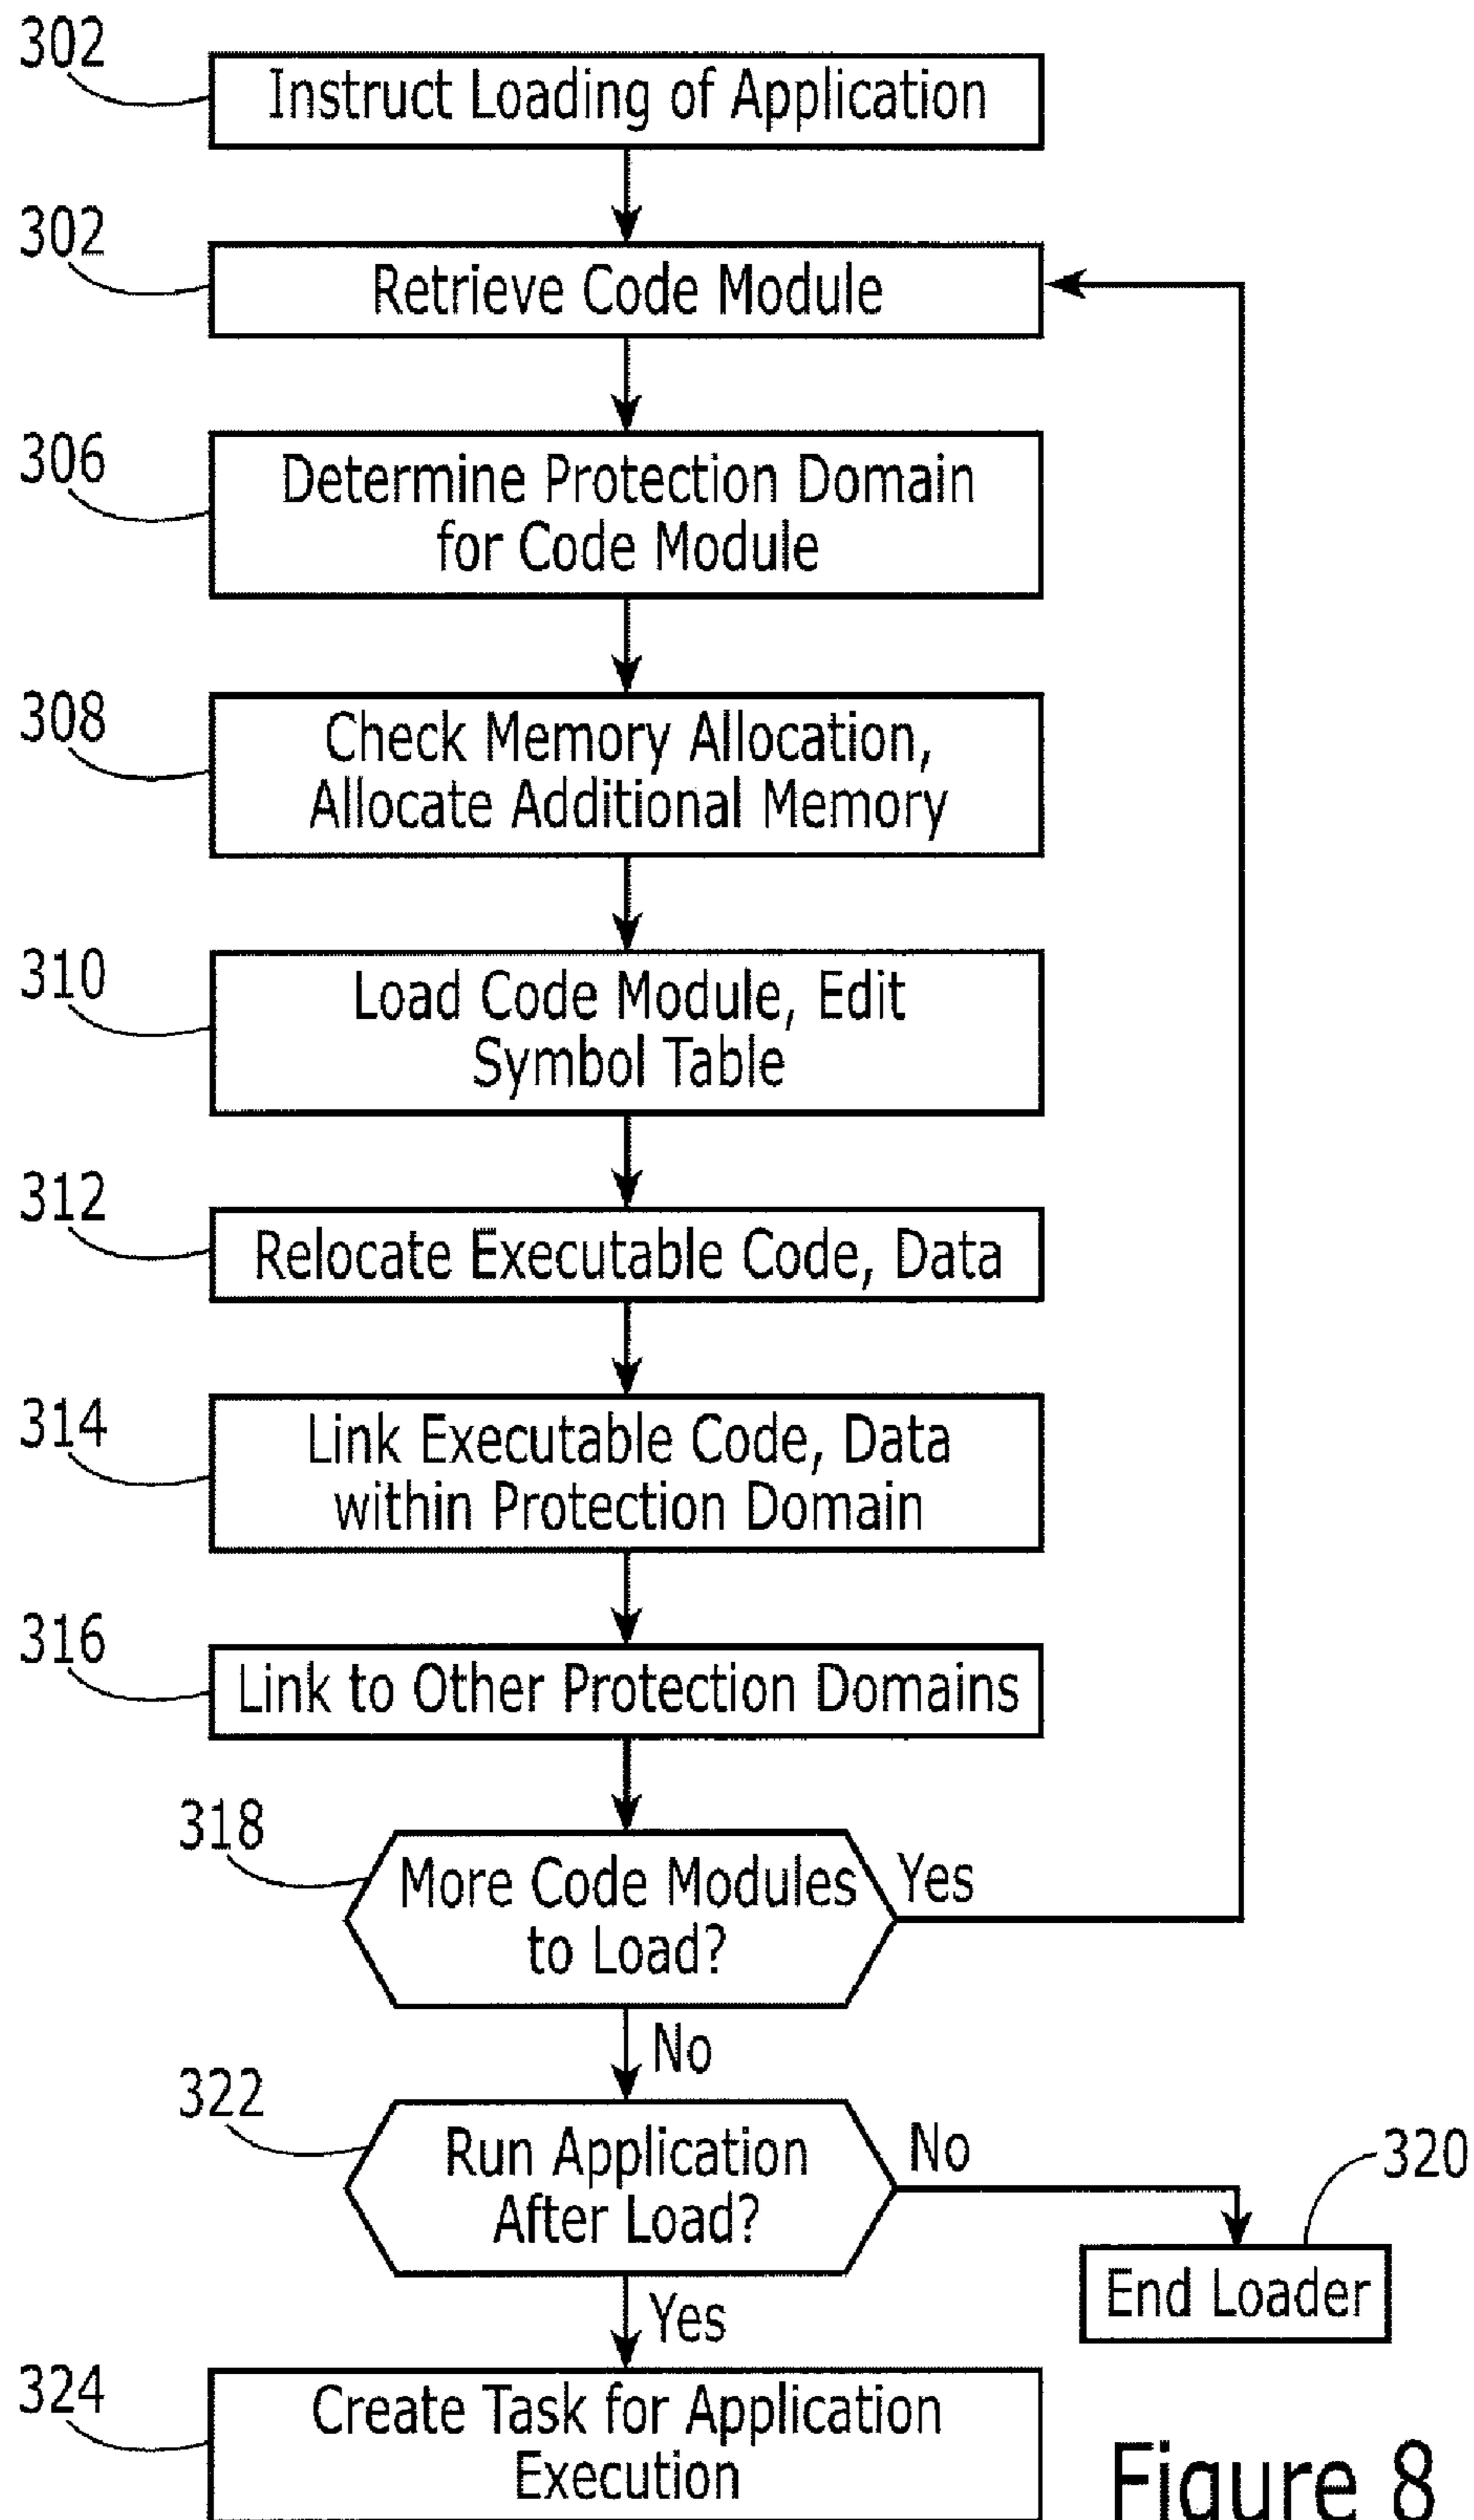 302
Instruct Loading of Application
302
Retrieve Code Module
306
Determine Protection Domain
for Code Module
308
Check Memory Allocation,
Allocate Additional Memory
310
Load Code Module, Edit
Symbol Table
312
Relocate Executable Code, Data
314
Link Executable Code, Data
within Protection Domain
316
Link to Other Protection Domains
318
More Code Modules
to Load?
Yes
No
322
Run Application
After Load?
No
320
End Loader
Yes
324
Create Task for Application
Execution
Figure 8